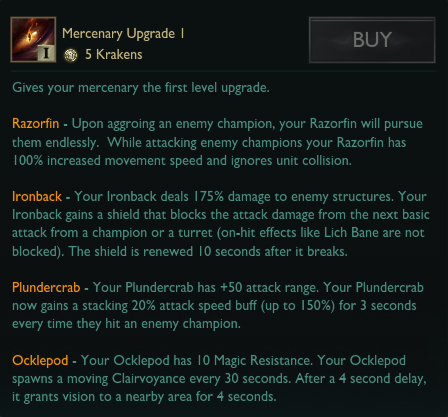 Mercenary Upgrade 1
5 Krakens
BUY
I
Gives your mercenary the first level upgrade.
Razorfin - Upon aggroing an enemy champion, your Razorfin will pursue
them endlessly. While attacking enemy champions your Razorfin has
100% increased movement speed and ignores unit collision.
Ironback - Your Ironback deals 175% damage to enemy structures. Your
Ironback gains a shield that blocks the attack damage from the next basic
attack from a champion or a turret (on-hit effects like Lich Bane are not
blocked). The shield is renewed 10 seconds after it breaks.
Plundercrab - Your Plundercrab has +50 attack range. Your Plundercrab
now gains a stacking 20% attack speed buff (up to 150%) for 3 seconds
every time they hit an enemy champion.
Ocklepod - Your Ocklepod has 10 Magic Resistance. Your Ocklepod
spawns a moving Clairvoyance every 30 seconds. After a 4 second delay,
it grants vision to a nearby area for 4 seconds.